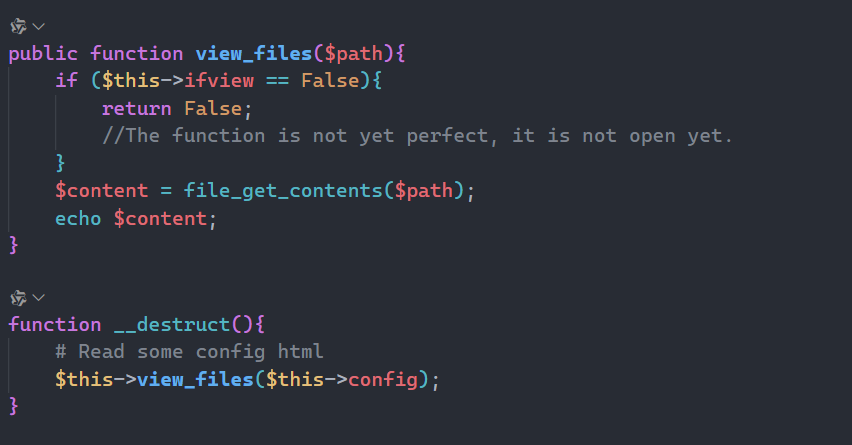 public function view_files($path){
    if ($this->ifview == False){
        return False;
        //The function is not yet perfect, it is not open yet.
    }
    $content = file_get_contents($path);
    echo $content;
}
function __destruct(){
    # Read some config html
    $this->view_files($this->config);
}